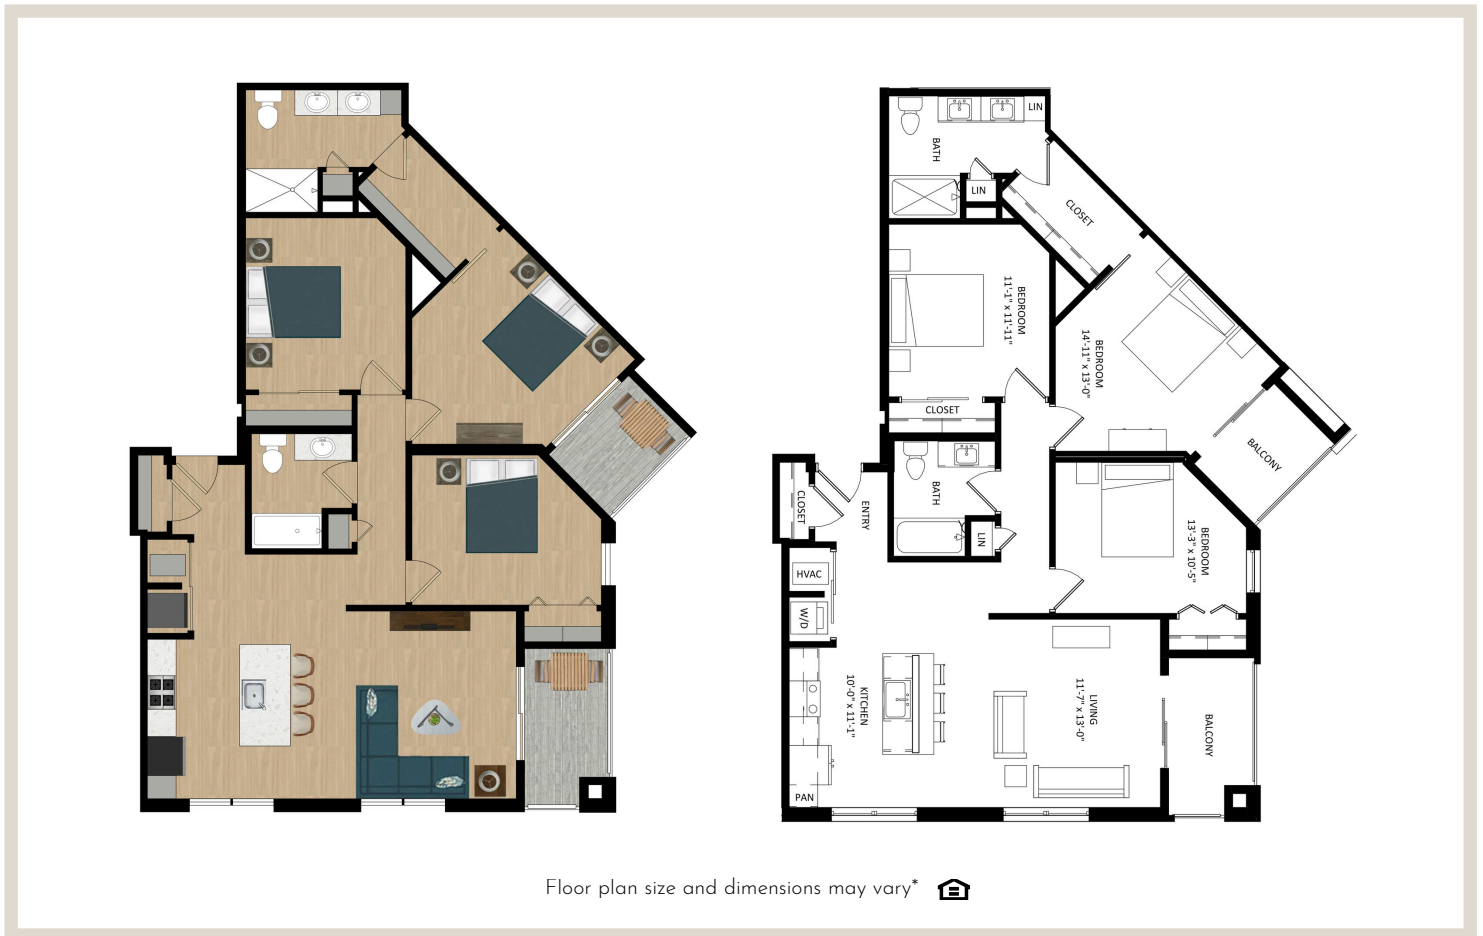 LIN
BATH
LIN
CLOSET
BEDROOM
11'-1" x 11'-11"
BEDROOM
14'-11" x 13'-0"
CLOSET
BALCONY
BATH
CLOSET
ENTRY
LIN
BEDROOM
13'-3" x 10'-5"
HVAC
W/D
KITCHEN
10'-0" x 11'-1"
LIVING
11'-7" x 13'-0"
BALCONY
PAN
Floor plan size and dimensions may vary*